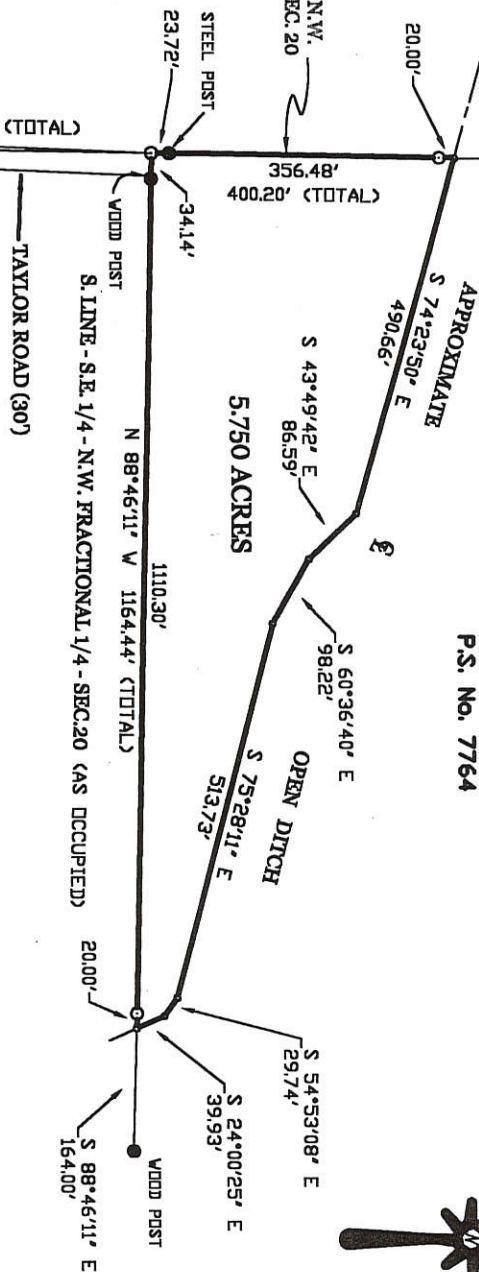 P.S. No. 7764
20.00'
N.W.
EC. 20
STEEL POST
23.72'
(TOTAL)
356.48'
400.20' (TOTAL)
34.14'
WOOD POST
TAYLOR ROAD (30')
APPROXIMATE
S 74°23'50" E
490.66'
℄
S 43°49'42" E
86.59'
5.750 ACRES
S 60°36'40" E
98.22'
OPEN DITCH
S 75°28'11" E
513.73'
1110.30'
N 88°46'11" W 1164.44' (TOTAL)
S. LINE - S.E. 1/4 - N.W. FRACTIONAL 1/4 - SEC.20 (AS OCCUPIED)
20.00'
S 54°53'08" E
29.74'
S 24°00'25" E
39.93'
WOOD POST
S 88°46'11" E
164.00'
N